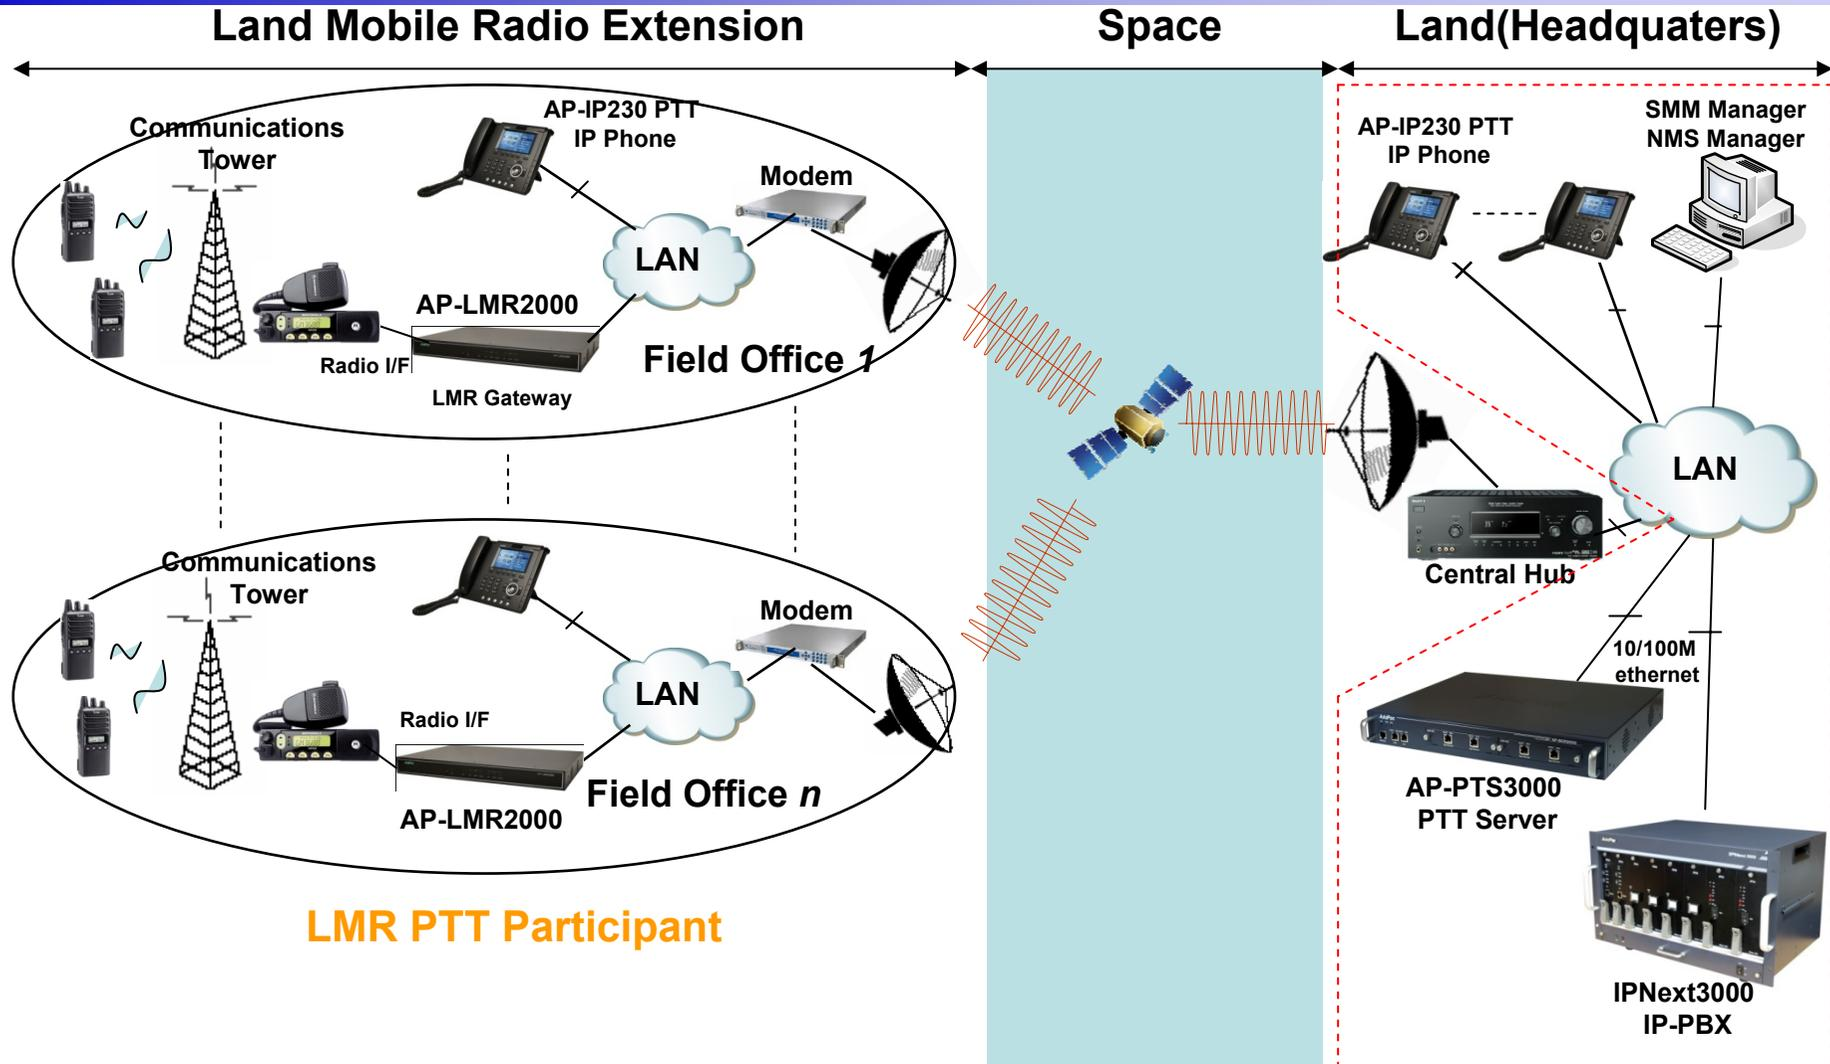 Land Mobile Radio Extension
Space
Land(Headquaters)
Communications
Tower
AP-IP230 PTT
IP Phone
Modem
LAN
AP-LMR2000
Radio I/F
LMR Gateway
Field Office 1
Communications
Tower
Modem
LAN
Radio I/F
AP-LMR2000
Field Office n
LMR PTT Participant
AP-IP230 PTT
IP Phone
SMM Manager
NMS Manager
LAN
Central Hub
10/100M
ethernet
AP-PTS3000
PTT Server
IPNext3000
IP-PBX